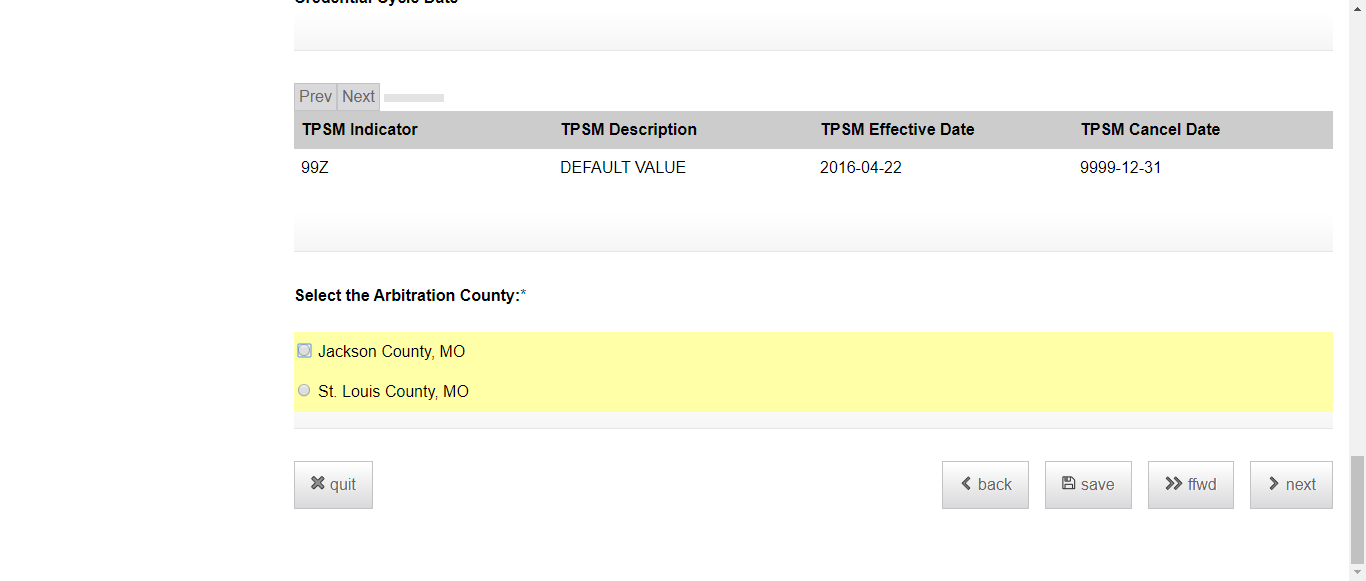 Credential Cycle Date
Prev Next
TPSM Indicator TPSM Description TPSM Effective Date TPSM Cancel Date
99Z DEFAULT VALUE 2016-04-22 9999-12-31
Select the Arbitration County:*
Jackson County, MO
St. Louis County, MO
quit back save ffwd next